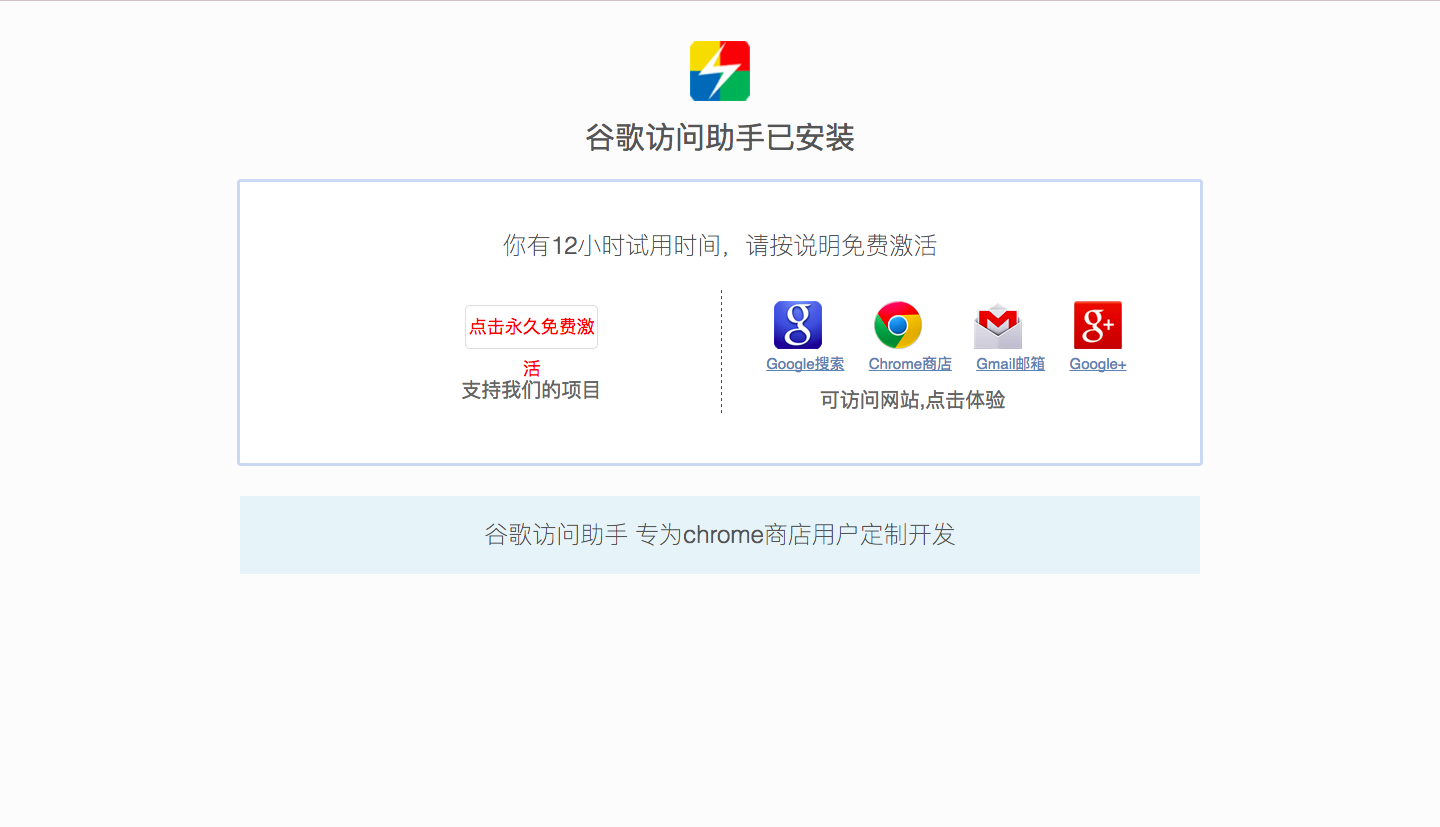 谷歌访问助手已安装
你有12小时试用时间，请按说明免费激活
点击永久免费激
活
支持我们的项目
Google搜索 Chrome商店 Gmail邮箱 Google+
可访问网站,点击体验
谷歌访问助手 专为chrome商店用户定制开发